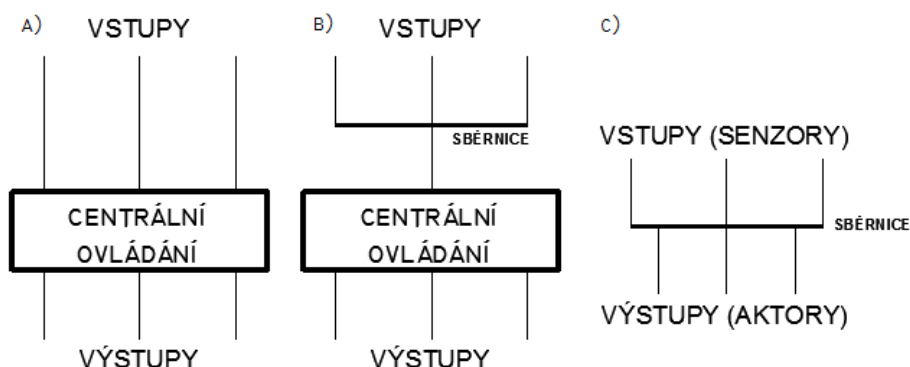 A)
VSTUPY
CENTRÁLNÍ
OVLÁDÁNÍ
VÝSTUPY
B)
VSTUPY
SBĚRNICE
CENTRÁLNÍ
OVLÁDÁNÍ
VÝSTUPY
C)
VSTUPY (SENZORY)
SBĚRNICE
VÝSTUPY (AKTORY)